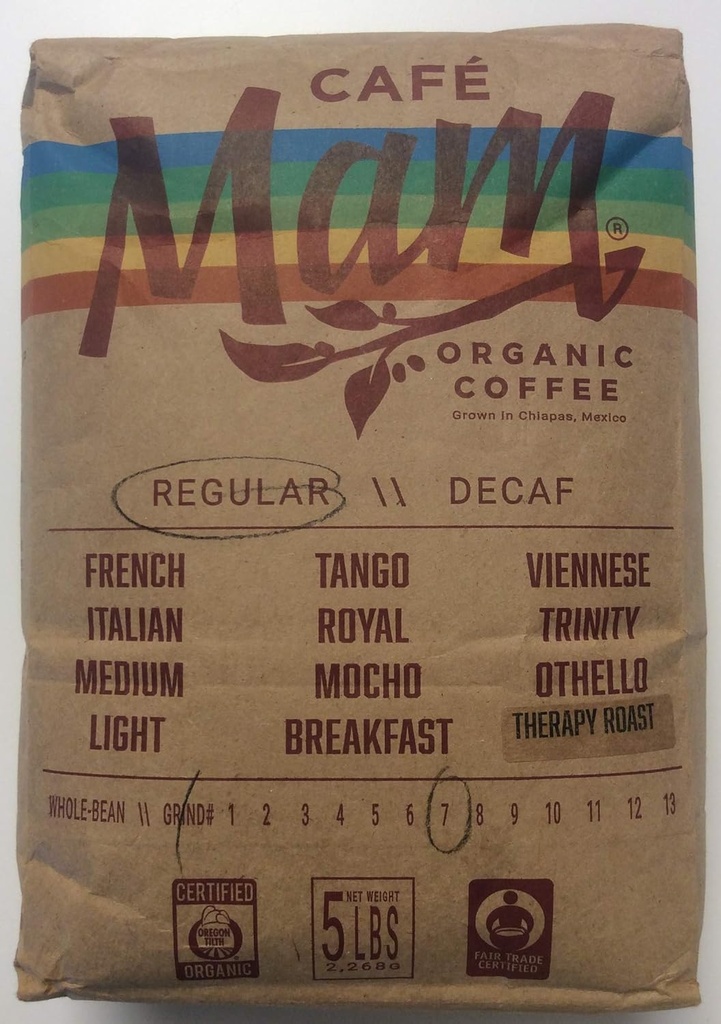 CAFÉ
Mam®
ORGANIC
COFFEE
Grown in Chiapas, Mexico
REGULAR \\ DECAF
FRENCH TANGO VIENNESE
ITALIAN ROYAL TRINITY
MEDIUM MOCHO OTHELLO
LIGHT BREAKFAST THERAPY ROAST
WHOLE-BEAN \\ GRIND# 1 2 3 4 5 6 7 8 9 10 11 12 13
CERTIFIED
OREGON
TILTH
ORGANIC
NET WEIGHT
5 LBS
2,268G
FAIR TRADE
CERTIFIED